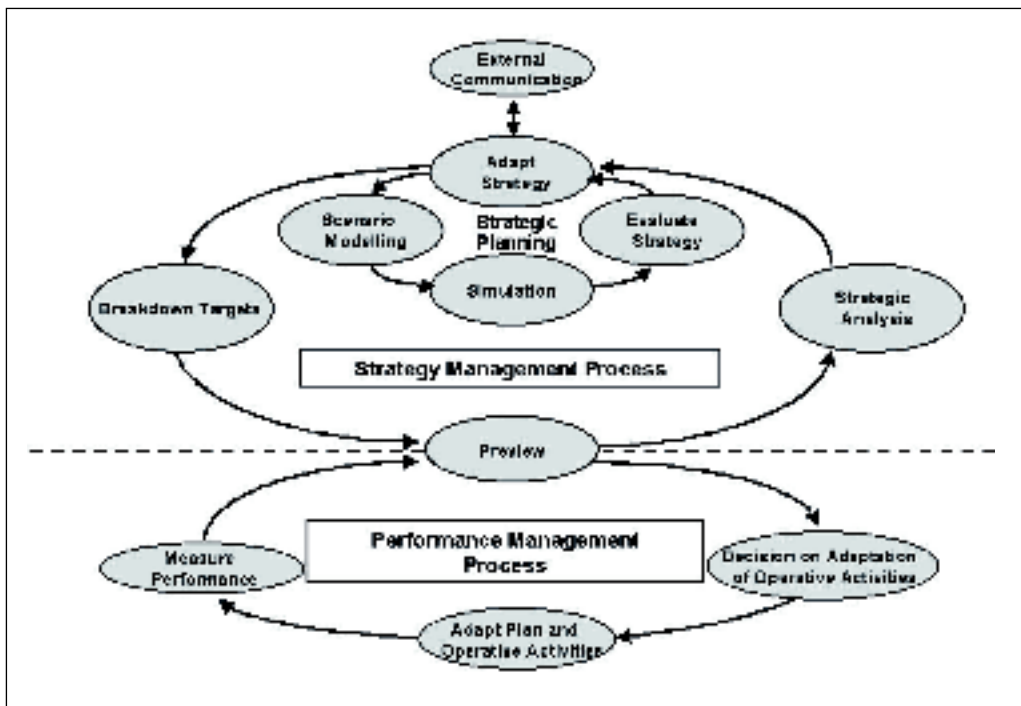 External
Communication
Adapt
Strategy
Scenario
Modelling
Strategic
Planning
Evaluate
Strategy
Simulation
Breakdown Targets
Strategic
Analysis
Strategy Management Process
Preview
Performance Management
Process
Measure
Performance
Decision on Adaptation
of Operative Activities
Adapt Plan and
Operative Activities